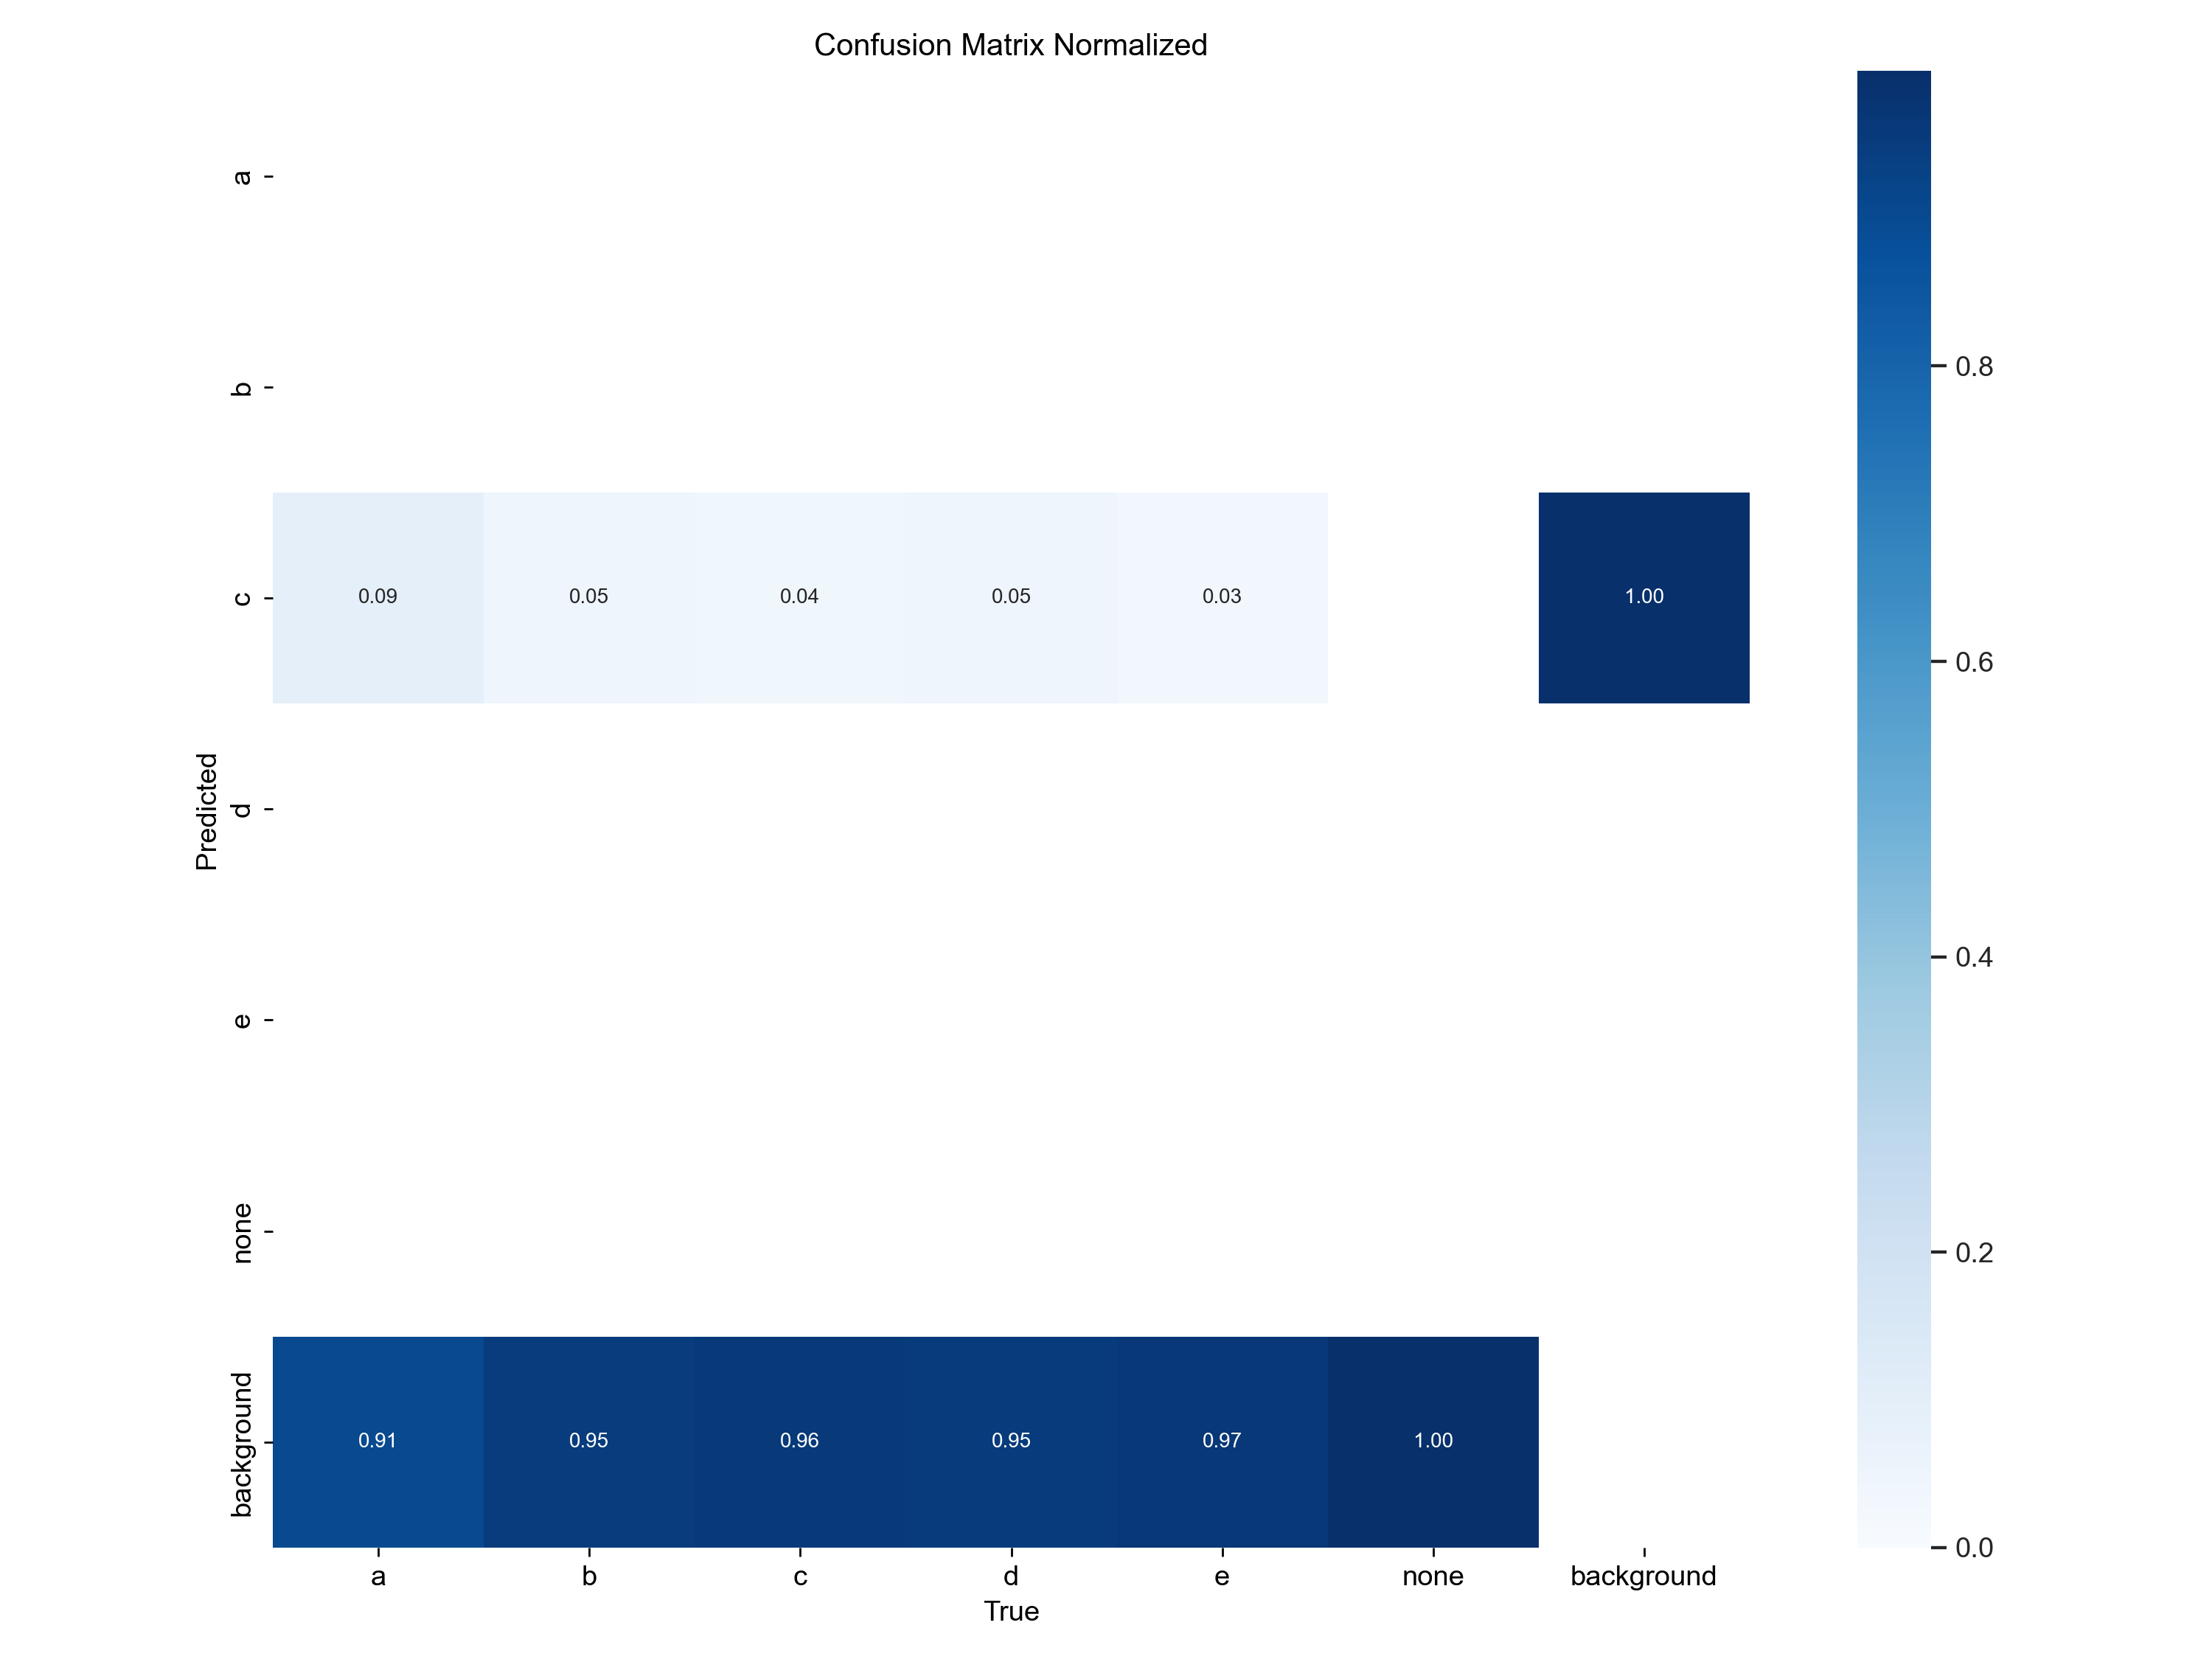 Confusion Matrix Normalized
a
b
c
d
e
none
background
Predicted
0.09 0.05 0.04 0.05 0.03 1.00
0.91 0.95 0.96 0.95 0.97 1.00
a b c d e none background
True
0.8
0.6
0.4
0.2
0.0